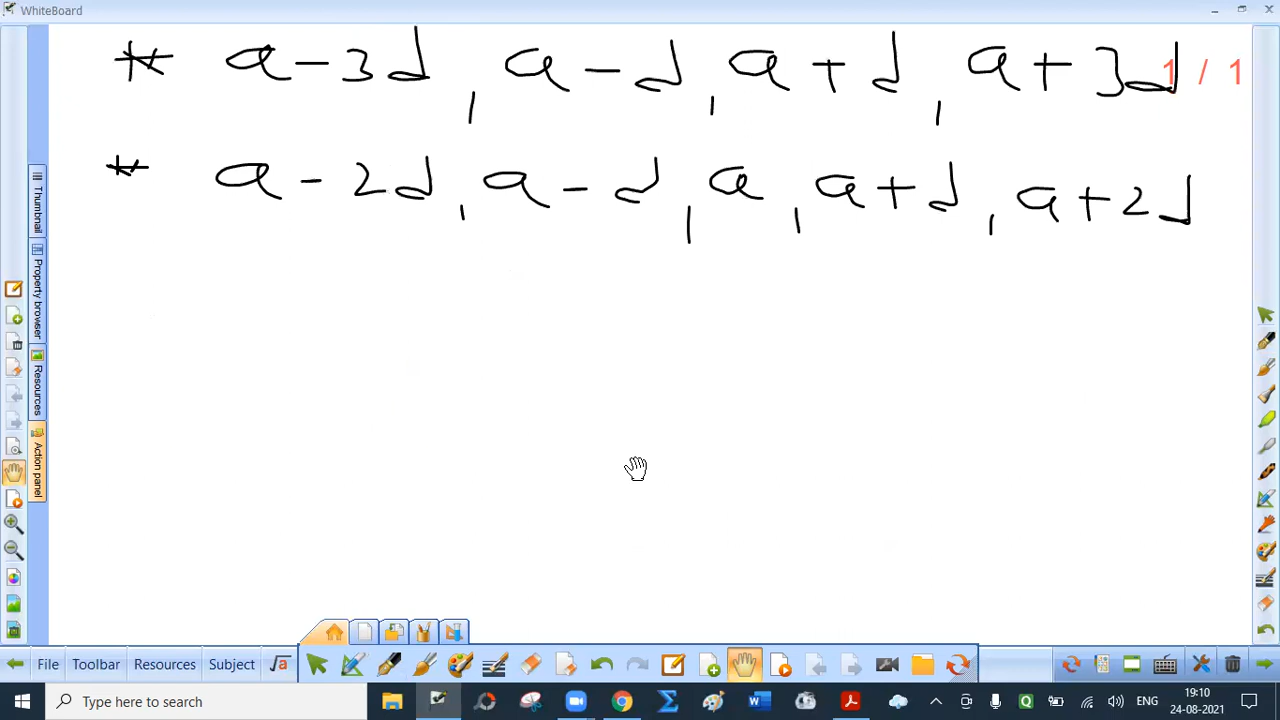 WhiteBoard
* a - 3d, a - d, a + d, a + 3d
1 / 1
* a - 2d, a - d, a, a + d, a + 2d
Thumbnail
Property browser
Resources
Action panel
File Toolbar Resources Subject √a
Type here to search
ENG
19:10
24-08-2021